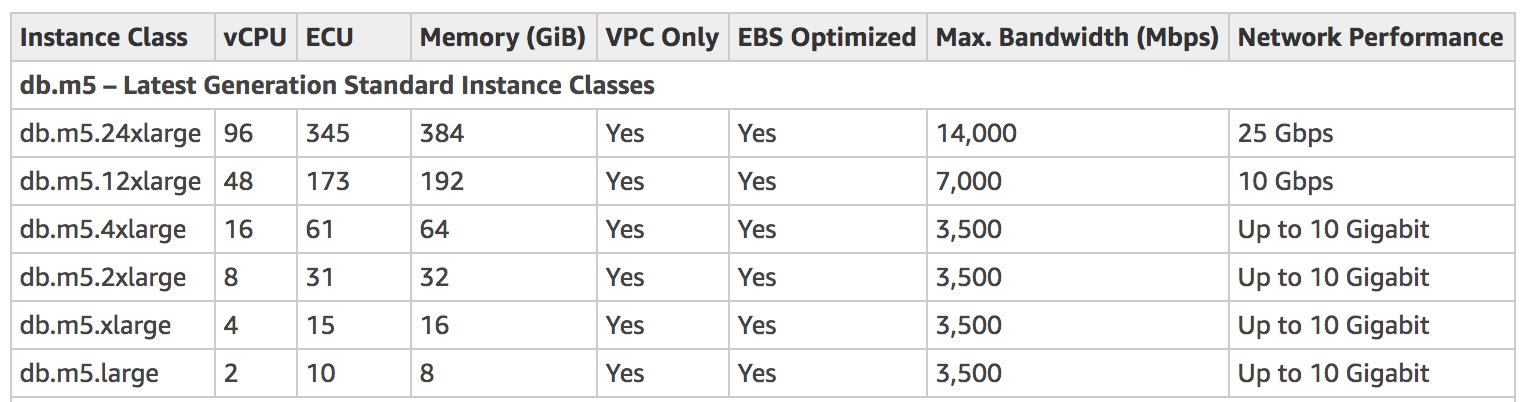 Instance Class vCPU ECU Memory (GiB) VPC Only EBS Optimized Max. Bandwidth (Mbps) Network Performance
db.m5 – Latest Generation Standard Instance Classes
db.m5.24xlarge 96 345 384 Yes Yes 14,000 25 Gbps
db.m5.12xlarge 48 173 192 Yes Yes 7,000 10 Gbps
db.m5.4xlarge 16 61 64 Yes Yes 3,500 Up to 10 Gigabit
db.m5.2xlarge 8 31 32 Yes Yes 3,500 Up to 10 Gigabit
db.m5.xlarge 4 15 16 Yes Yes 3,500 Up to 10 Gigabit
db.m5.large 2 10 8 Yes Yes 3,500 Up to 10 Gigabit